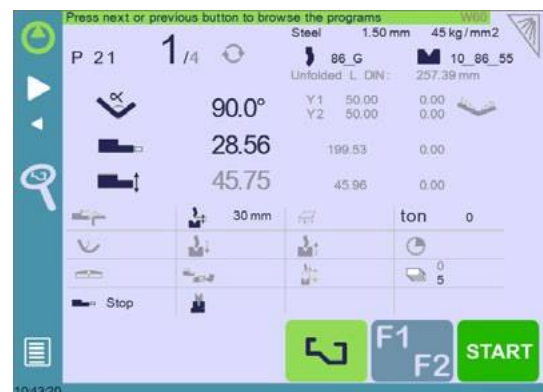 Press next or previous button to browse the programs W60
Steel 1.50 mm 45 kg/mm2
P 21 1/4 86_G 10_86_55
Unfolded L DIN: 257.39 mm
α 90.0° Y1 50.00 0.00
Y2 50.00 0.00
28.56 199.53 0.00
45.75 45.96 0.00
30 mm ton 0
0
5
Stop
F1
F2
START
10:43:20